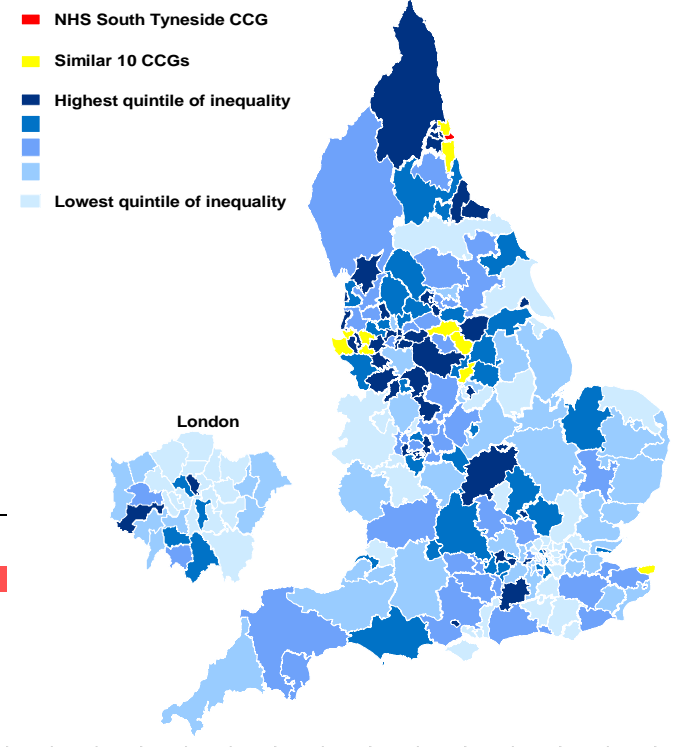 NHS South Tyneside CCG
Similar 10 CCGs
Highest quintile of inequality
Lowest quintile of inequality
London